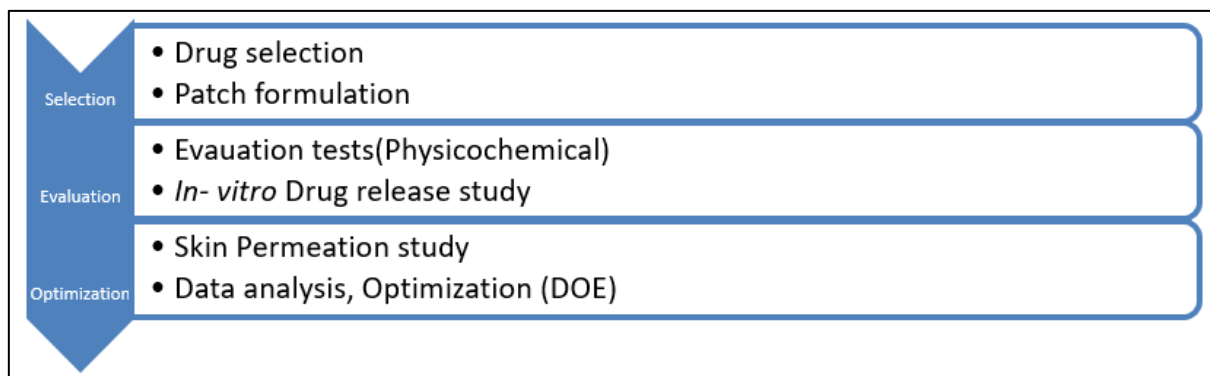 Selection
• Drug selection
• Patch formulation
Evaluation
• Evauation tests(Physicochemical)
• In- vitro Drug release study
Optimization
• Skin Permeation study
• Data analysis, Optimization (DOE)